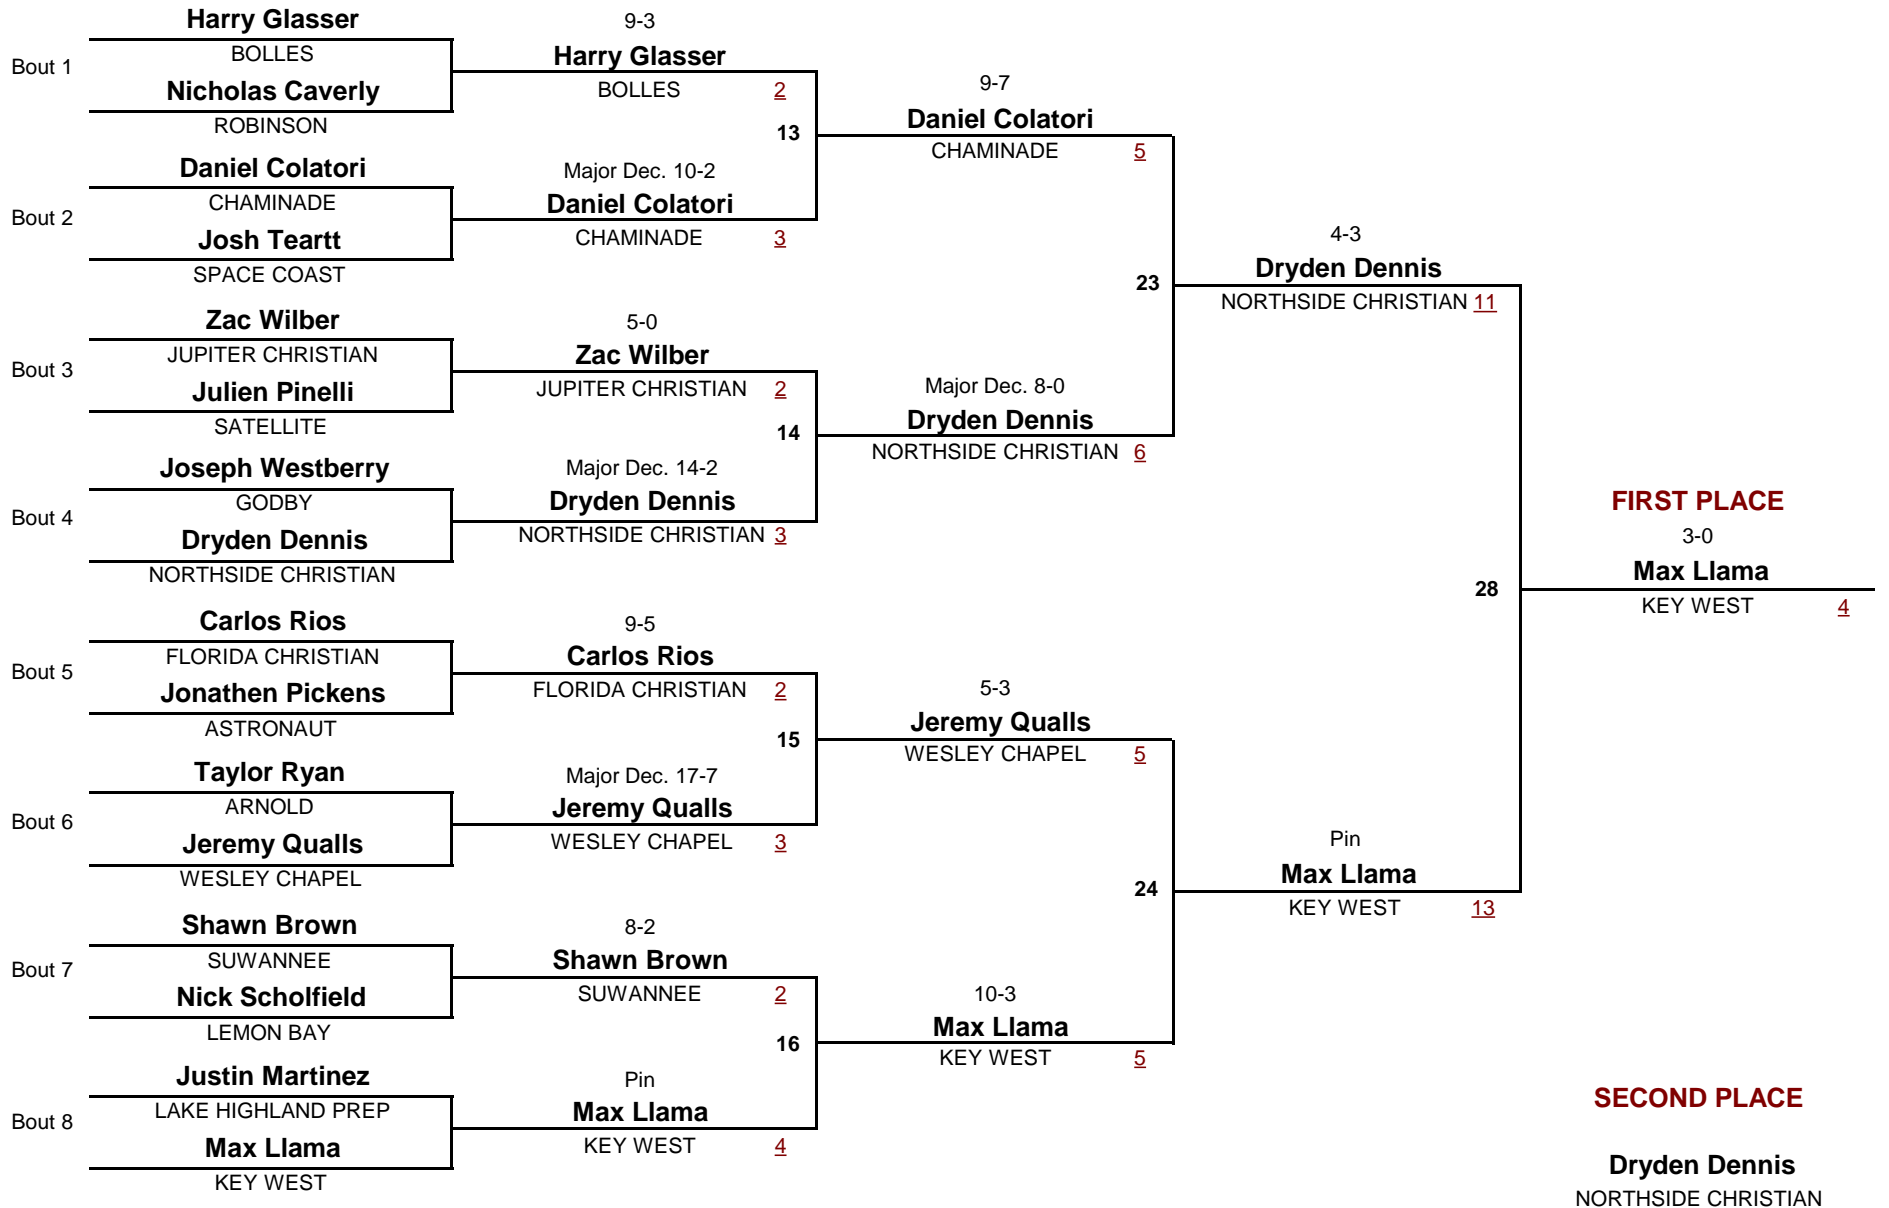 Harry Glasser
Bout 1
BOLLES
Nicholas Caverly
ROBINSON
Daniel Colatori
Bout 2
CHAMINADE
Josh Teartt
SPACE COAST
Zac Wilber
Bout 3
JUPITER CHRISTIAN
Julien Pinelli
SATELLITE
Joseph Westberry
Bout 4
GODBY
Dryden Dennis
NORTHSIDE CHRISTIAN
Carlos Rios
Bout 5
FLORIDA CHRISTIAN
Jonathen Pickens
ASTRONAUT
Taylor Ryan
Bout 6
ARNOLD
Jeremy Qualls
WESLEY CHAPEL
Shawn Brown
Bout 7
SUWANNEE
Nick Scholfield
LEMON BAY
Justin Martinez
Bout 8
LAKE HIGHLAND PREP
Max Llama
KEY WEST
9-3
Harry Glasser
BOLLES 2
13
Major Dec. 10-2
Daniel Colatori
CHAMINADE 3
5-0
Zac Wilber
JUPITER CHRISTIAN 2
14
Major Dec. 14-2
Dryden Dennis
NORTHSIDE CHRISTIAN 3
9-5
Carlos Rios
FLORIDA CHRISTIAN 2
15
Major Dec. 17-7
Jeremy Qualls
WESLEY CHAPEL 3
8-2
Shawn Brown
SUWANNEE 2
16
Pin
Max Llama
KEY WEST 4
9-7
Daniel Colatori
CHAMINADE 5
23
Major Dec. 8-0
Dryden Dennis
NORTHSIDE CHRISTIAN 6
5-3
Jeremy Qualls
WESLEY CHAPEL 5
24
10-3
Max Llama
KEY WEST 5
4-3
Dryden Dennis
NORTHSIDE CHRISTIAN 11
28
Pin
Max Llama
KEY WEST 13
FIRST PLACE
3-0
Max Llama
KEY WEST 4
SECOND PLACE
Dryden Dennis
NORTHSIDE CHRISTIAN